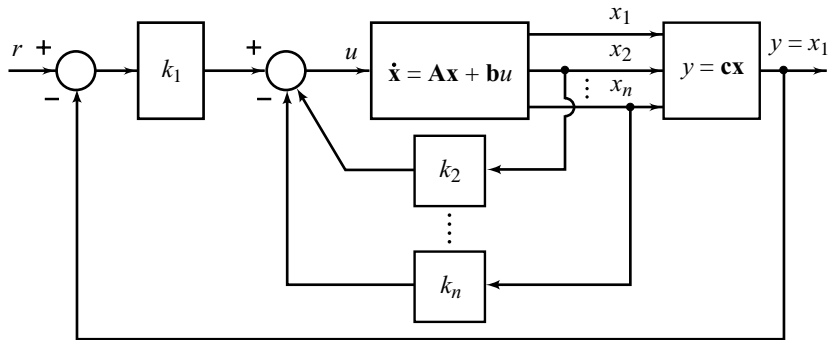 r
+
−
k₁
+
−
u
ẋ = Ax + bu
x₁
x₂
xₙ
y = cx
y = x₁
k₂
kₙ